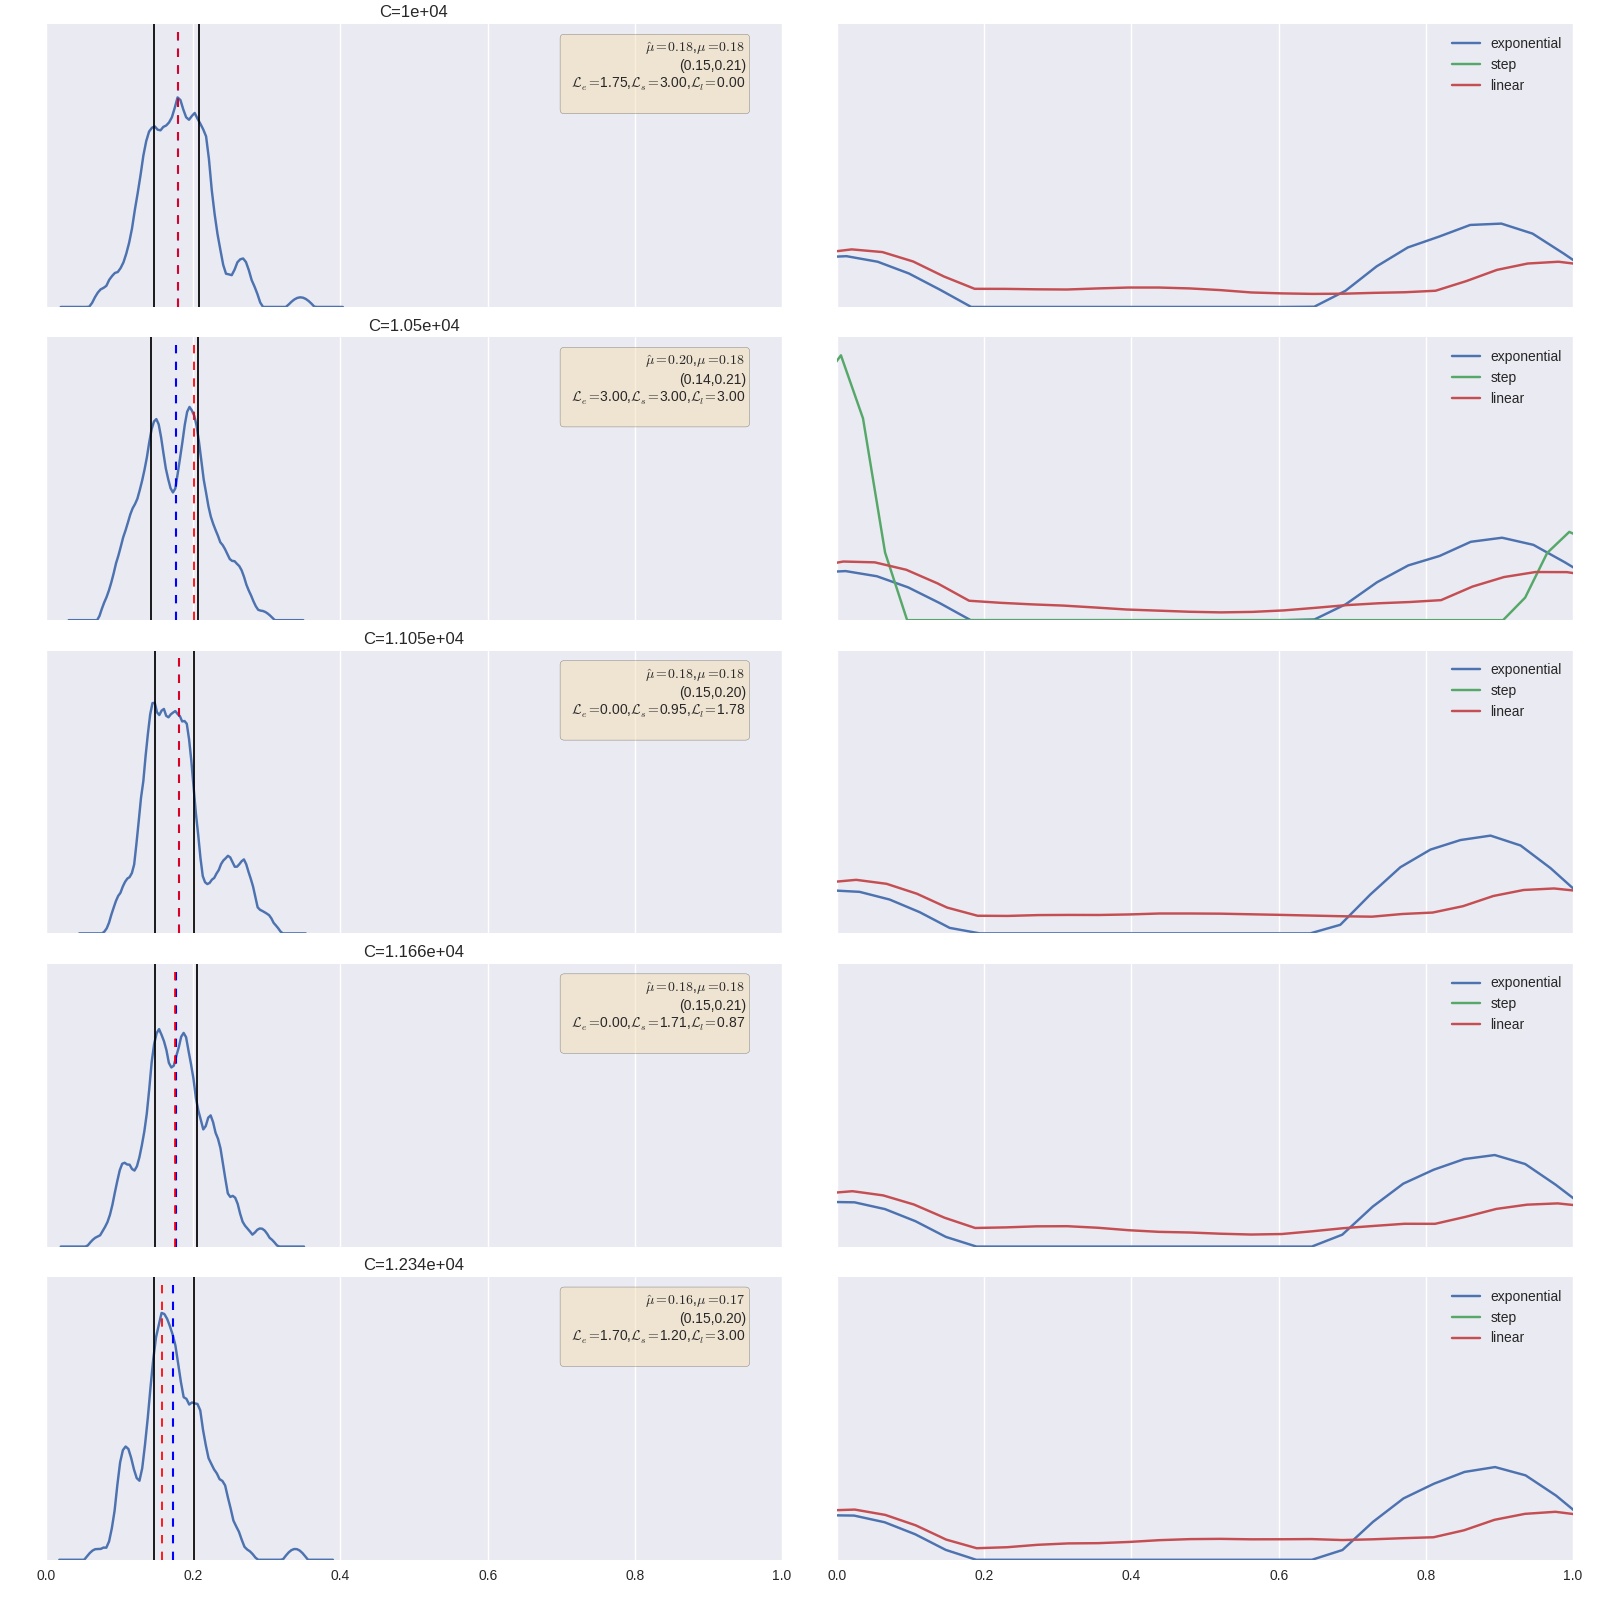 C=1e+04
μ̂=0.18,μ=0.18
(0.15,0.21)
ℒₑ=1.75,ℒₛ=3.00,ℒₗ=0.00
exponential
step
linear
C=1.05e+04
μ̂=0.20,μ=0.18
(0.14,0.21)
ℒₑ=3.00,ℒₛ=3.00,ℒₗ=3.00
exponential
step
linear
C=1.105e+04
μ̂=0.18,μ=0.18
(0.15,0.20)
ℒₑ=0.00,ℒₛ=0.95,ℒₗ=1.78
exponential
step
linear
C=1.166e+04
μ̂=0.18,μ=0.18
(0.15,0.21)
ℒₑ=0.00,ℒₛ=1.71,ℒₗ=0.87
exponential
step
linear
C=1.234e+04
μ̂=0.16,μ=0.17
(0.15,0.20)
ℒₑ=1.70,ℒₛ=1.20,ℒₗ=3.00
exponential
step
linear
0.0 0.2 0.4 0.6 0.8 1.0
0.0 0.2 0.4 0.6 0.8 1.0